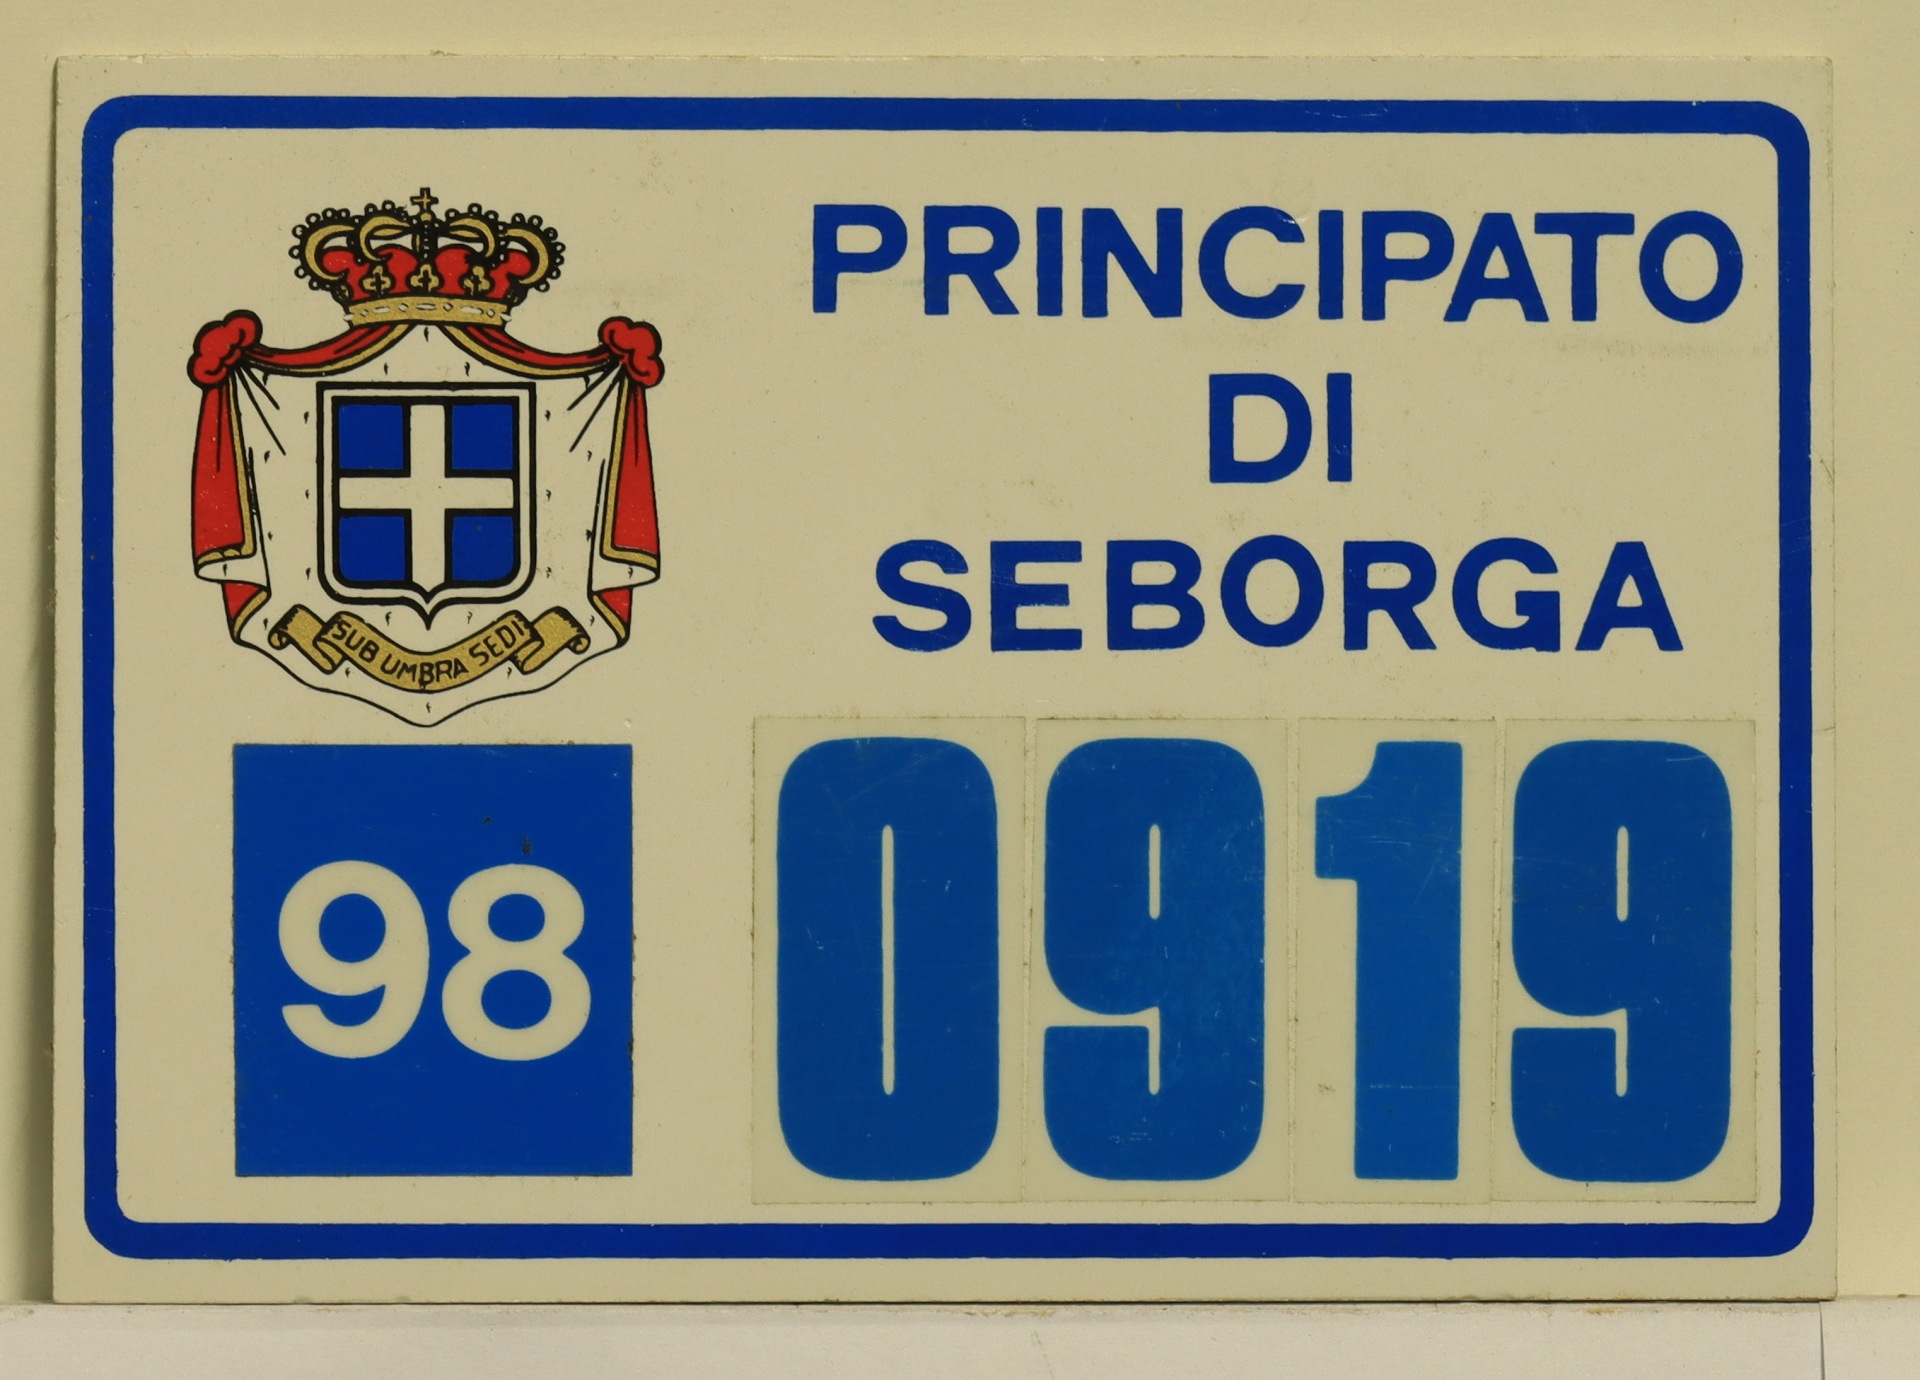 PRINCIPATO
DI
SEBORGA
SUB UMBRA SEDI
98
0919